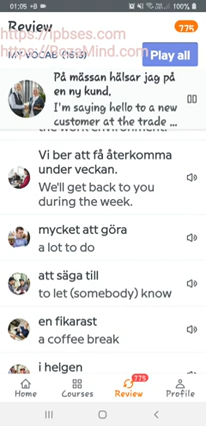 01:05 +B
100%
Review
775
https://ipbses.com
https://BozaMind.com
MY VOCAB (1613)
Play all
På mässan hälsar jag på
en ny kund.
I'm saying hello to a new
customer at the trade ...
the work environment.
Vi ber att få återkomma
under veckan.
We'll get back to you
during the week.
mycket att göra
a lot to do
att säga till
to let (somebody) know
en fikarast
a coffee break
i helgen
775
Home
Courses
Review
Profile